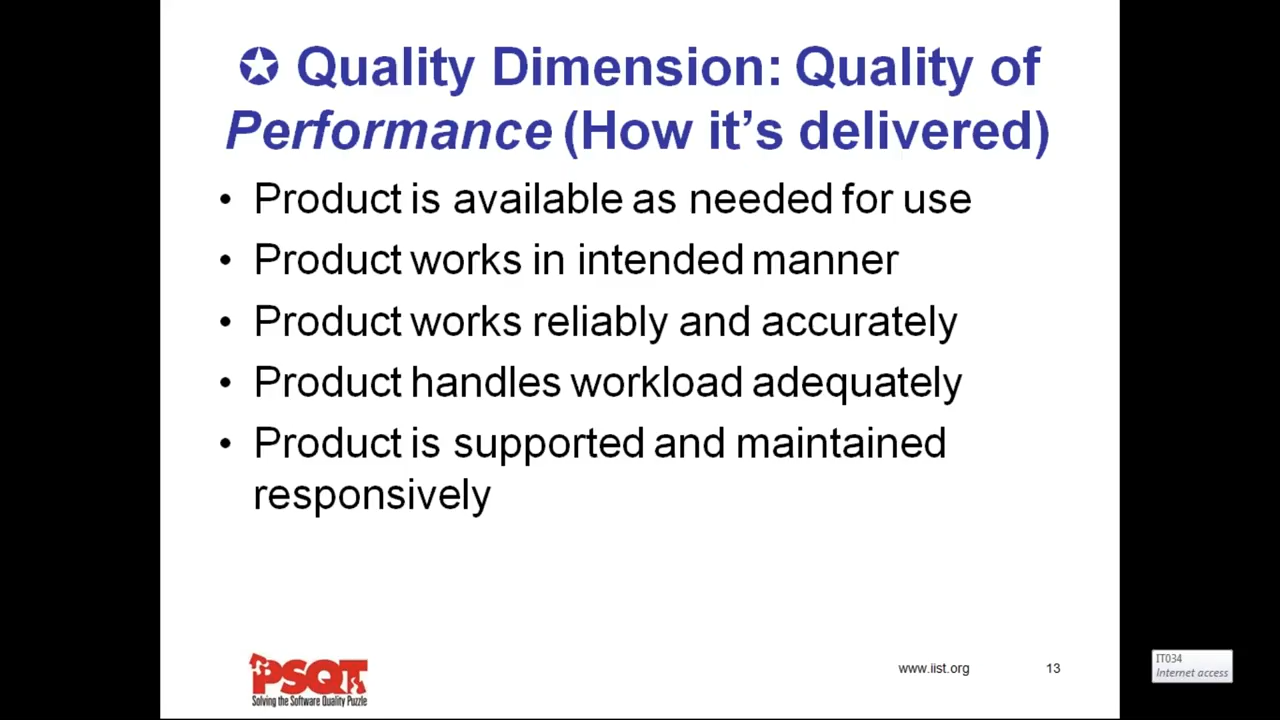 ✪ Quality Dimension: Quality of
Performance (How it’s delivered)
• Product is available as needed for use
• Product works in intended manner
• Product works reliably and accurately
• Product handles workload adequately
• Product is supported and maintained
responsively
PSQT
Solving the Software Quality Puzzle
www.iist.org
13
IT034
Internet access